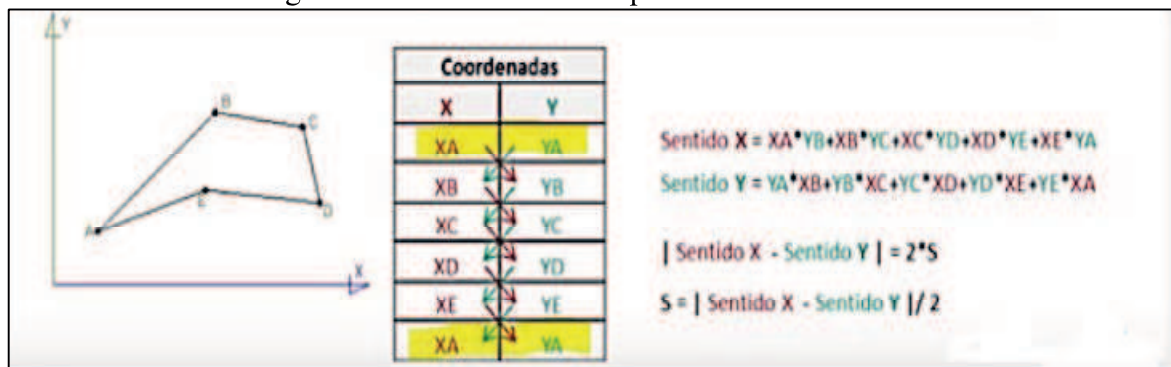 Y
B
C
E
D
A
X
Coordenadas
X Y
XA YA
XB YB
XC YC
XD YD
XE YE
XA YA
Sentido X = XA*YB+XB*YC+XC*YD+XD*YE+XE*YA
Sentido Y = YA*XB+YB*XC+YC*XD+YD*XE+YE*XA
| Sentido X - Sentido Y | = 2*S
S = | Sentido X - Sentido Y |/ 2